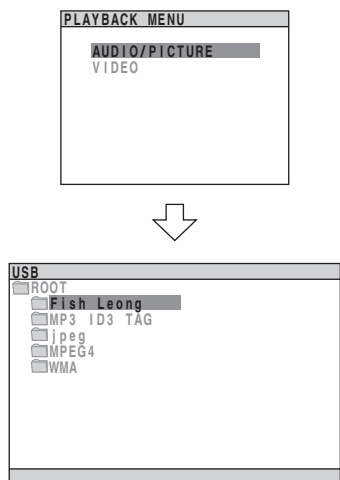 PLAYBACK MENU
AUDIO/PICTURE
VIDEO
USB
ROOT
Fish Leong
MP3 ID3 TAG
jpeg
MPEG4
WMA